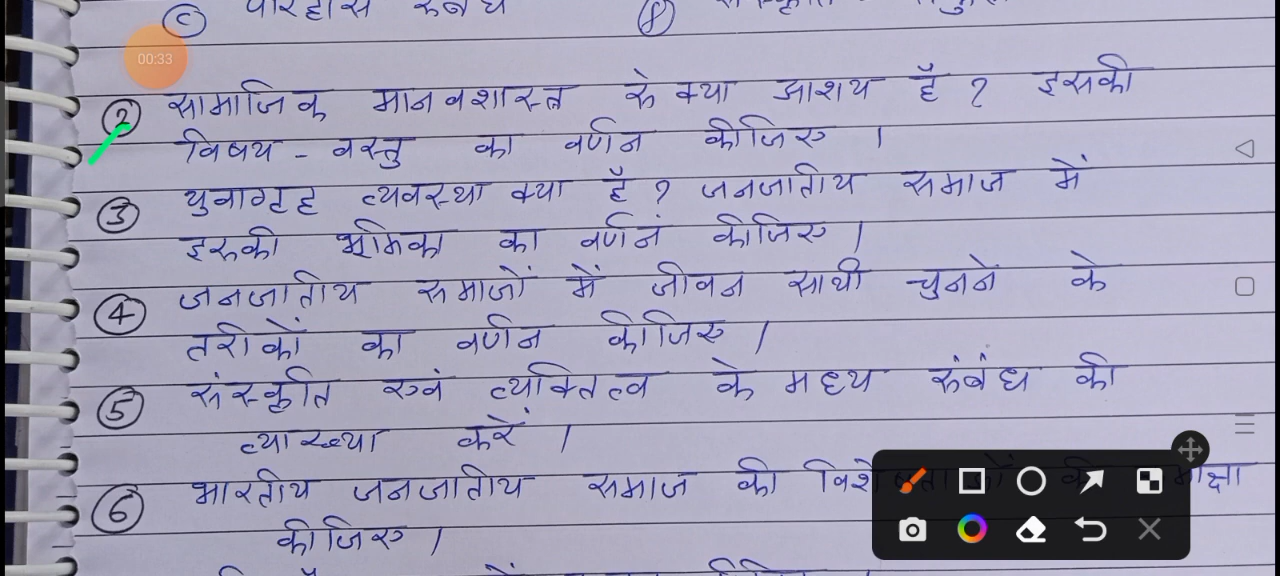 C परिहास संबंध
00:33
② सामाजिक मानवशास्त्र से क्या आशय है ? इसकी
विषय - वस्तु का वर्णन कीजिए ।
③ युवागृह व्यवस्था क्या है ? जनजातीय समाज में
इसकी भूमिका का वर्णन कीजिए ।
④ जनजातीय समाजों में जीवन साथी चुनने के
तरीकों का वर्णन कीजिए ।
⑤ संस्कृति एवं व्यक्तित्व के मध्य संबंध की
व्याख्या करें ।
⑥ भारतीय जनजातीय समाज की
कीजिए ।